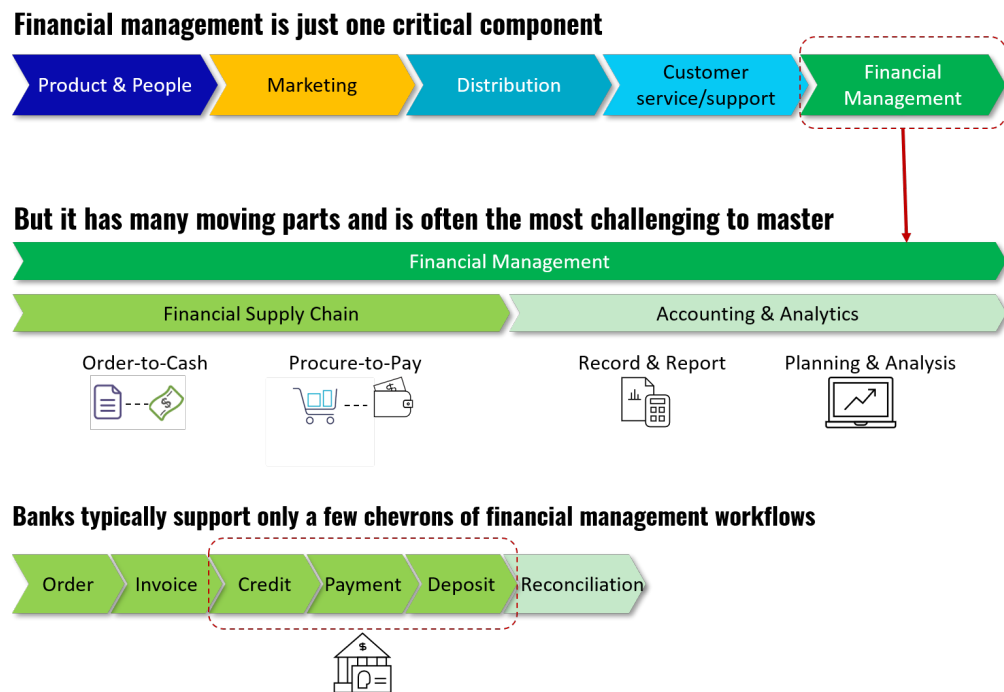 Financial management is just one critical component
Product & People
Marketing
Distribution
Customer
service/support
Financial
Management
But it has many moving parts and is often the most challenging to master
Financial Management
Financial Supply Chain
Accounting & Analytics
Order-to-Cash
Procure-to-Pay
Record & Report
Planning & Analysis
$
$
Banks typically support only a few chevrons of financial management workflows
Order
Invoice
Credit
Payment
Deposit
Reconciliation
$